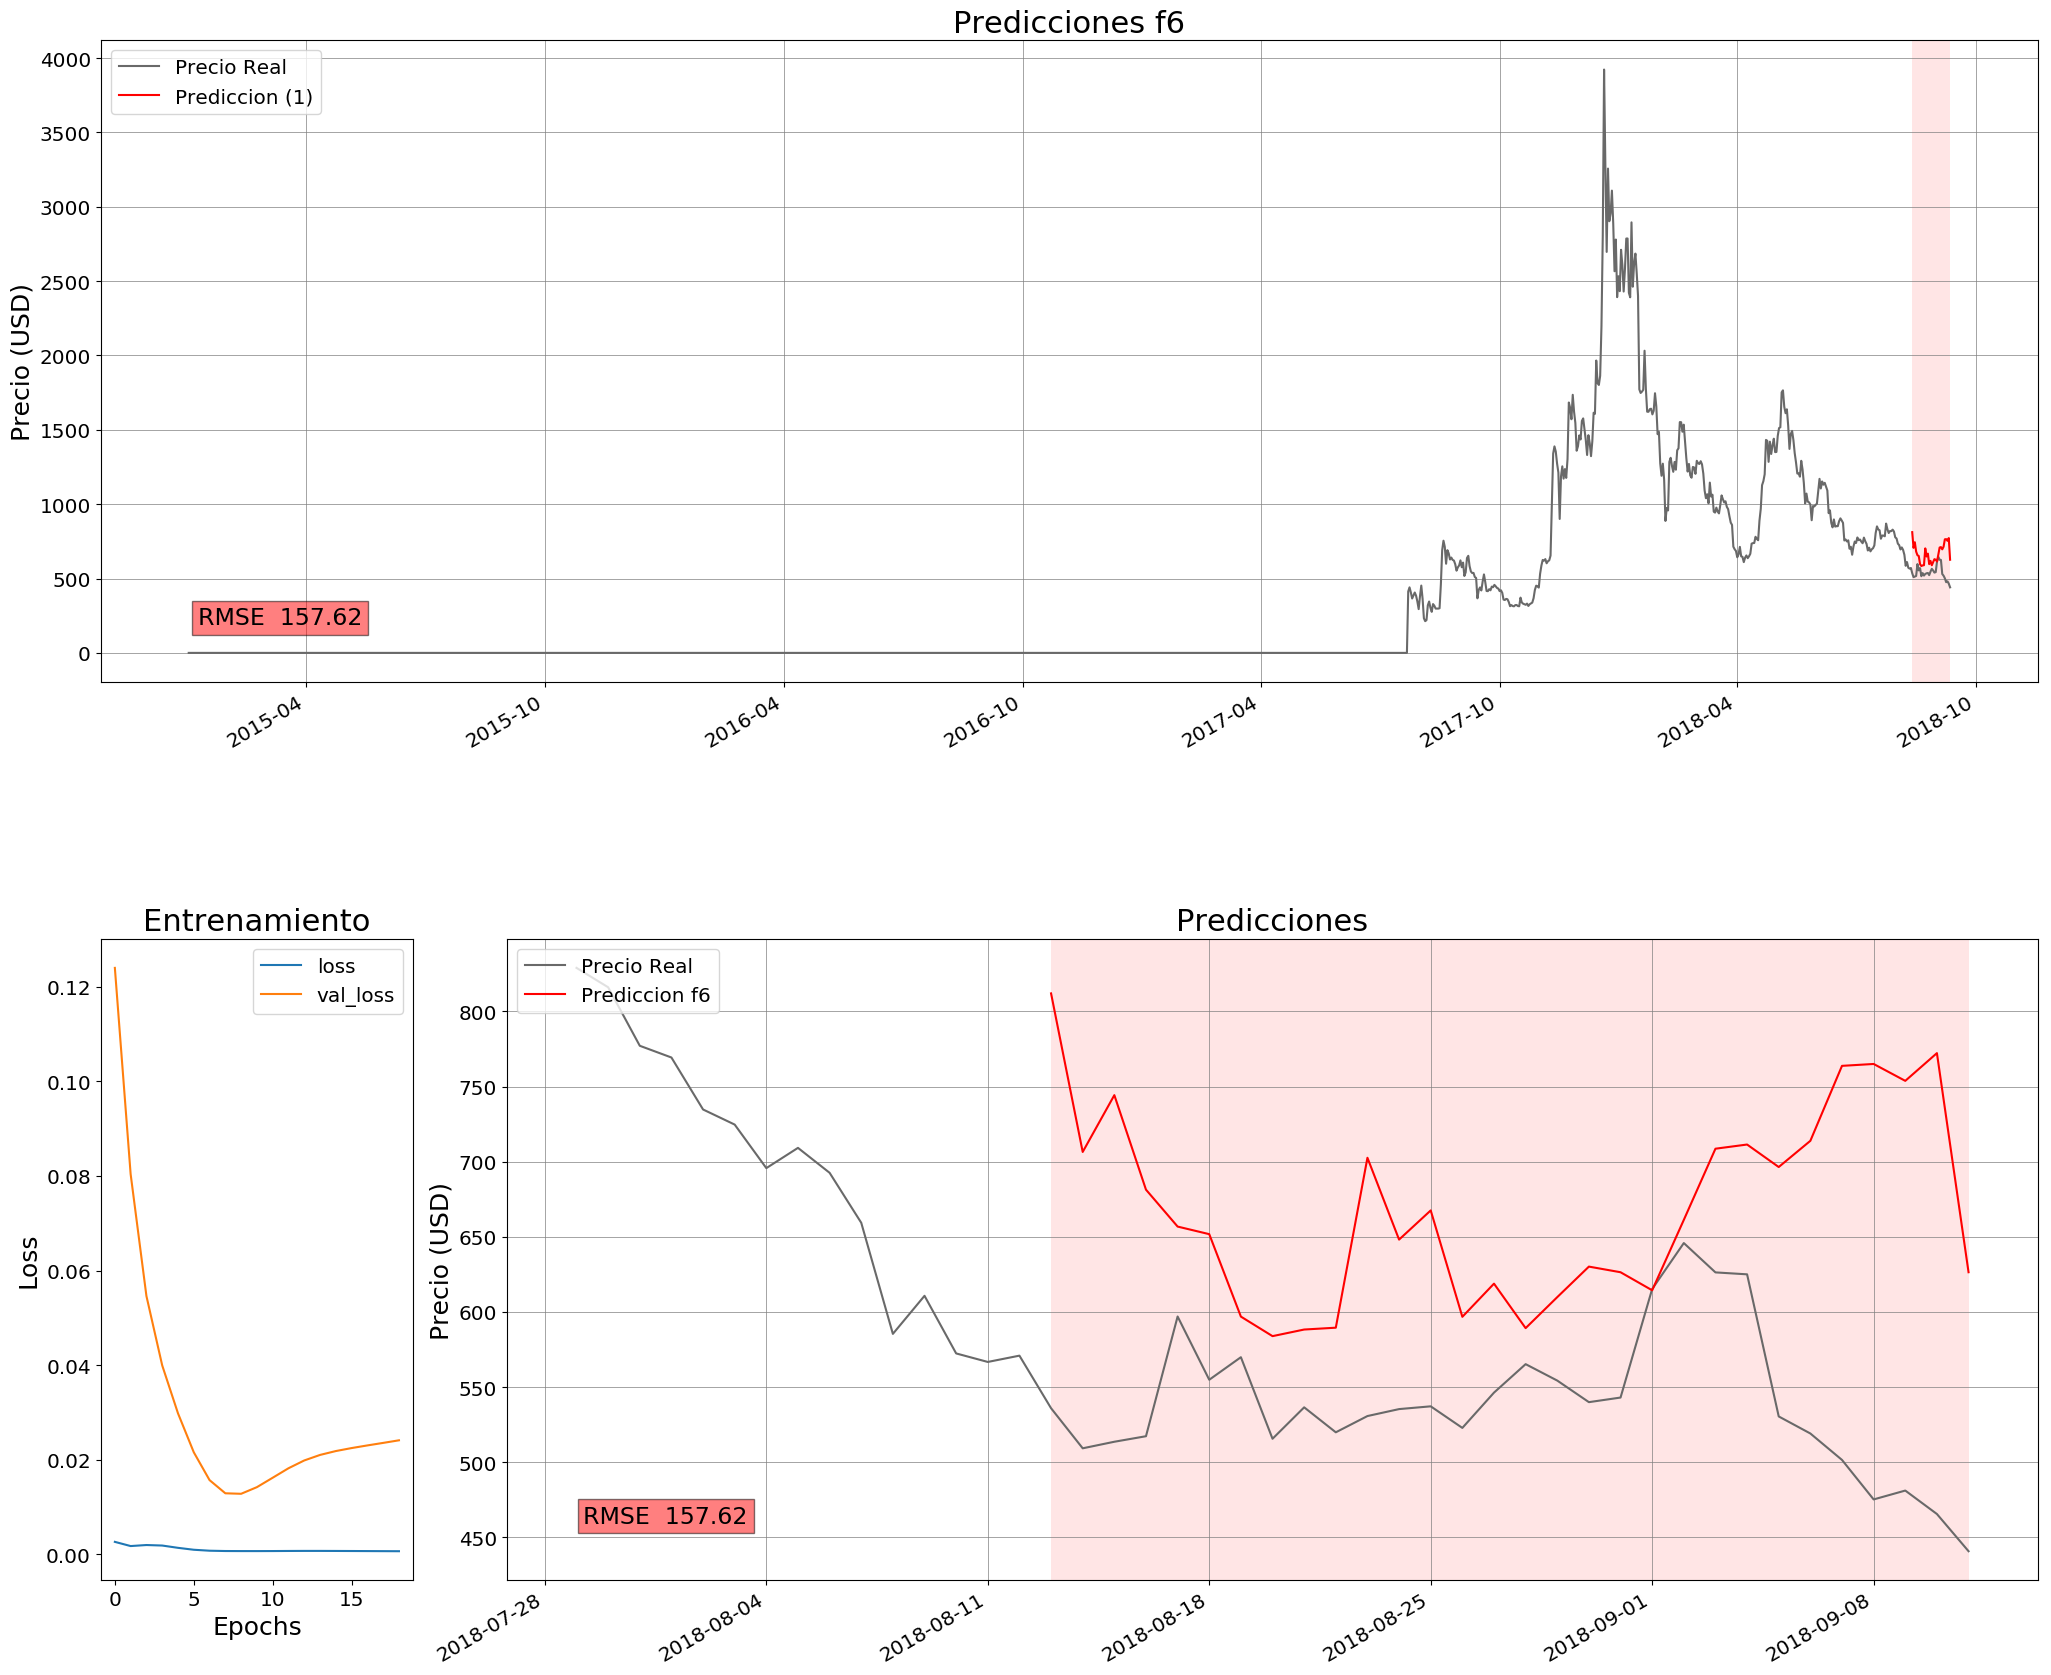 Predicciones f6
Precio Real
Prediccion (1)
Precio (USD)
4000
3500
3000
2500
2000
1500
1000
500
0
RMSE  157.62
2015-04
2015-10
2016-04
2016-10
2017-04
2017-10
2018-04
2018-10
Entrenamiento
loss
val_loss
Loss
0.12
0.10
0.08
0.06
0.04
0.02
0.00
0
5
10
15
Epochs
Predicciones
Precio Real
Prediccion f6
Precio (USD)
800
750
700
650
600
550
500
450
RMSE  157.62
2018-07-28
2018-08-04
2018-08-11
2018-08-18
2018-08-25
2018-09-01
2018-09-08